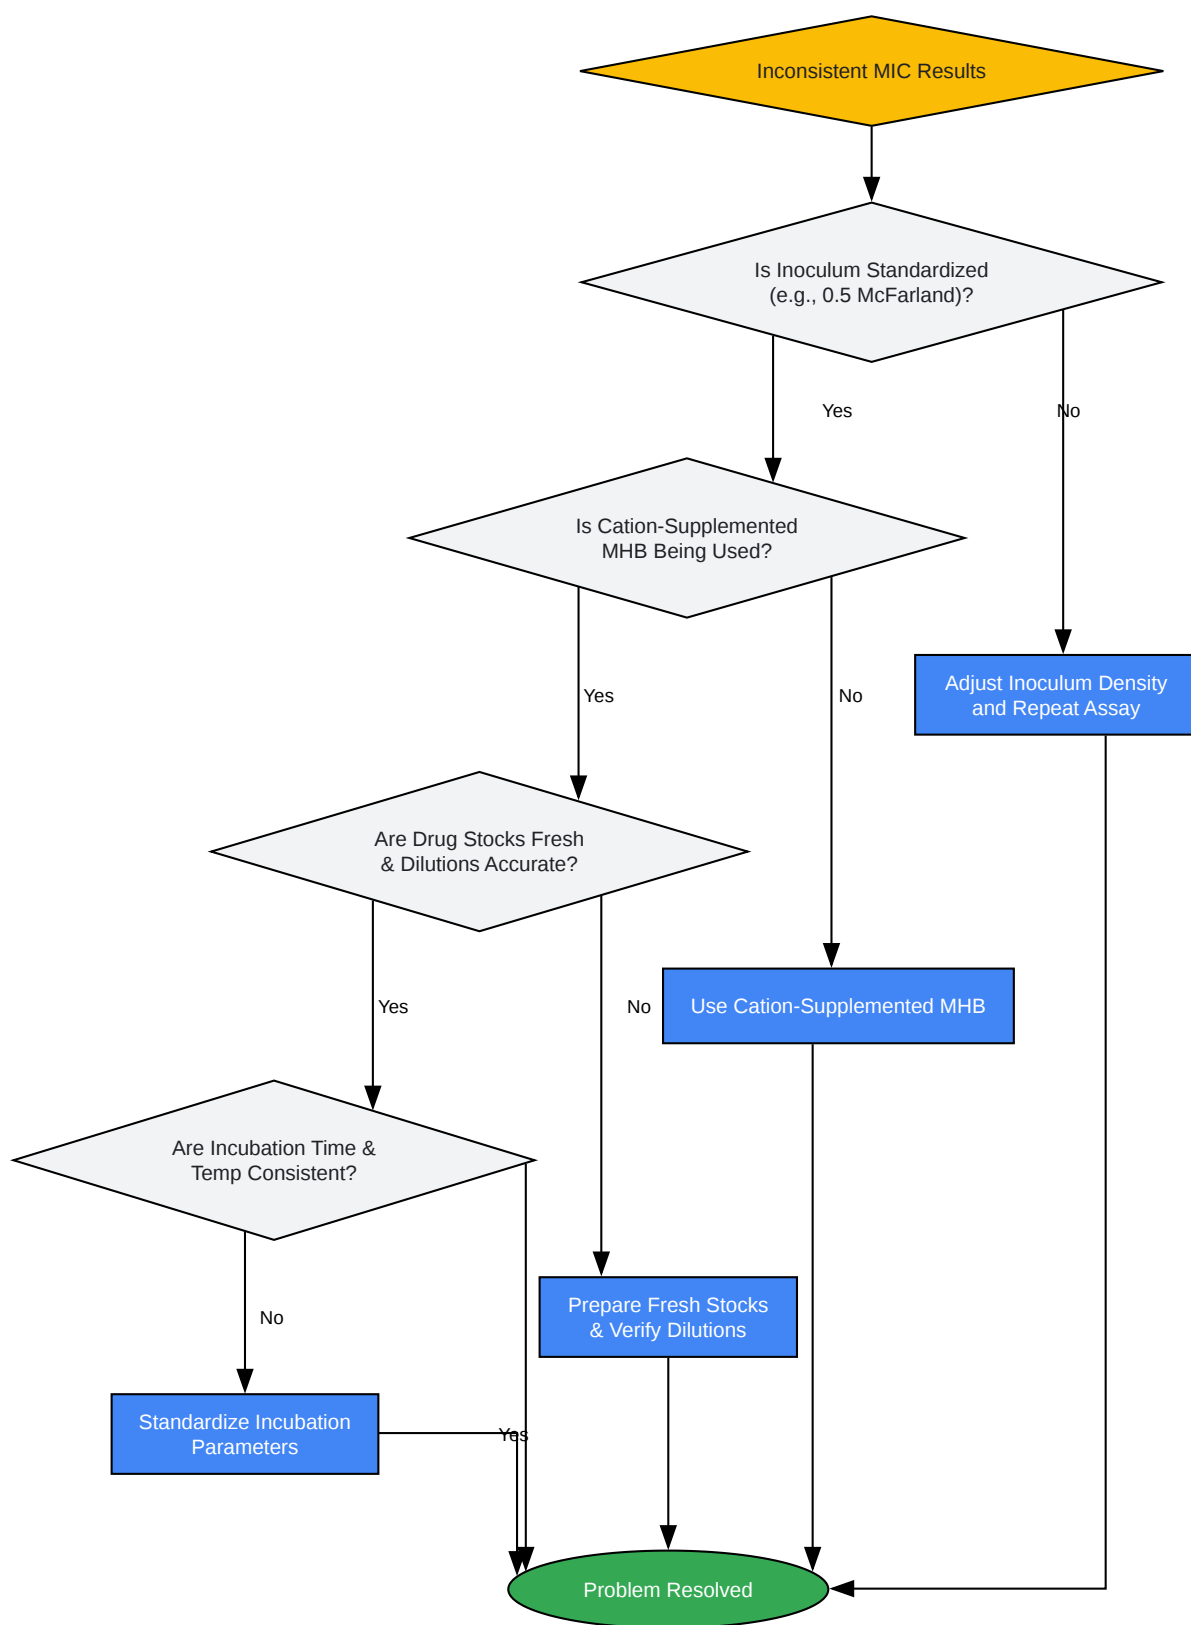 Inconsistent MIC Results
Is Inoculum Standardized
(e.g., 0.5 McFarland)?
Yes
No
Is Cation-Supplemented
MHB Being Used?
Yes
No
Adjust Inoculum Density
and Repeat Assay
Are Drug Stocks Fresh
& Dilutions Accurate?
Yes
No
Use Cation-Supplemented MHB
Are Incubation Time &
Temp Consistent?
No
Prepare Fresh Stocks
& Verify Dilutions
Standardize Incubation
Parameters
Yes
Problem Resolved